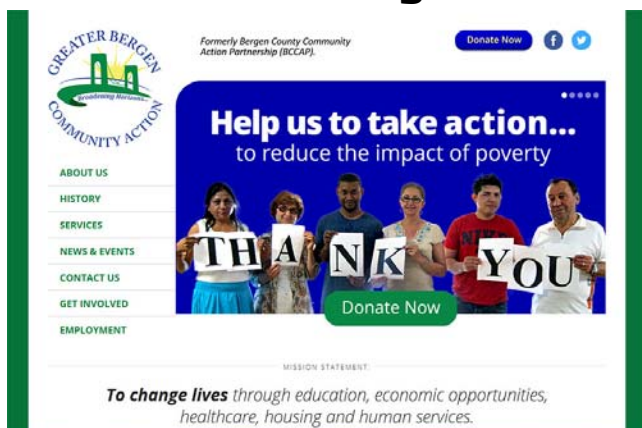 GREATER BERGEN
Broadening Horizons...
COMMUNITY ACTION
Formerly Bergen County Community
Action Partnership (BCCAP).
Donate Now
f
Help us to take action...
to reduce the impact of poverty
ABOUT US
HISTORY
SERVICES
NEWS & EVENTS
CONTACT US
GET INVOLVED
EMPLOYMENT
THANK YOU
NIKE
Donate Now
MISSION STATEMENT:
To change lives through education, economic opportunities,
healthcare, housing and human services.